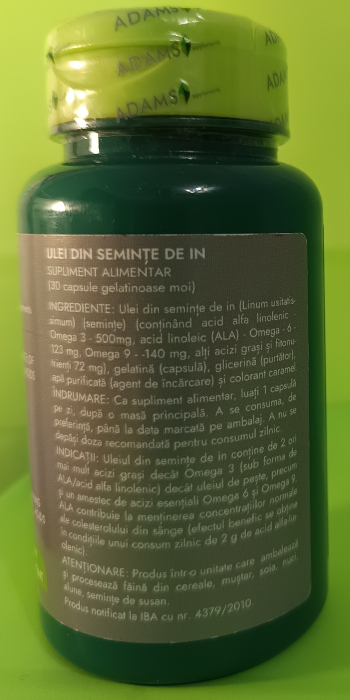 ADAMS
ADAMS
ADAMS
ADAMS
ULEI DIN SEMINȚE DE IN
SUPLIMENT ALIMENTAR
(30 capsule gelatinoase moi)
INGREDIENTE: Ulei din semințe de in (Linum usitatis-
simum) (semințe) (conținând acid alfa linolenic -
Omega 3 - 500mg, acid linoleic (ALA) - Omega - 6 -
123 mg, Omega 9 - -140 mg, alți acizi grași și fitonu-
trienți 72 mg), gelatină (capsulă), glicerină (purtător),
apă purificată (agent de încărcare) și colorant caramel.
ÎNDRUMARE: Ca supliment alimentar, luați 1 capsulă
pe zi, după o masă principală. A se consuma, de
preferință, până la data marcată pe ambalaj. A nu se
depăși doza recomandată pentru consumul zilnic.
INDICAȚII: Uleiul din semințe de in conține de 2 ori
mai mult acizi grași decât Omega 3 (sub forma de
ALA/acid alfa linolenic) decât uleiul de pește, precum
și un amestec de acizi esențiali Omega 6 și Omega 9.
ALA contribuie la menținerea concentrațiilor normale
ale colesterolului din sânge (efectul benefic se obține
în condițiile unui consum zilnic de 2 g de acid alfa-lin-
olenic).
ATENȚIONARE: Produs într-o unitate care ambalează
și procesează făină din cereale, muștar, soia, mari,
alune, semințe de susan.
Produs notificat la IBA cu nr. 4379/2010.